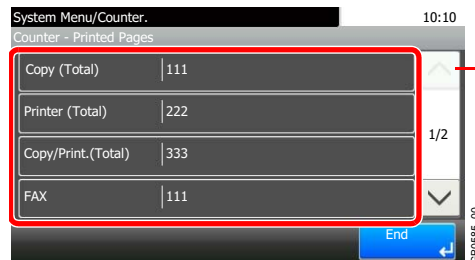 System Menu/Counter. 10:10
Counter - Printed Pages
Copy (Total) 111
Printer (Total) 222
1/2
Copy/Print.(Total) 333
FAX 111
End